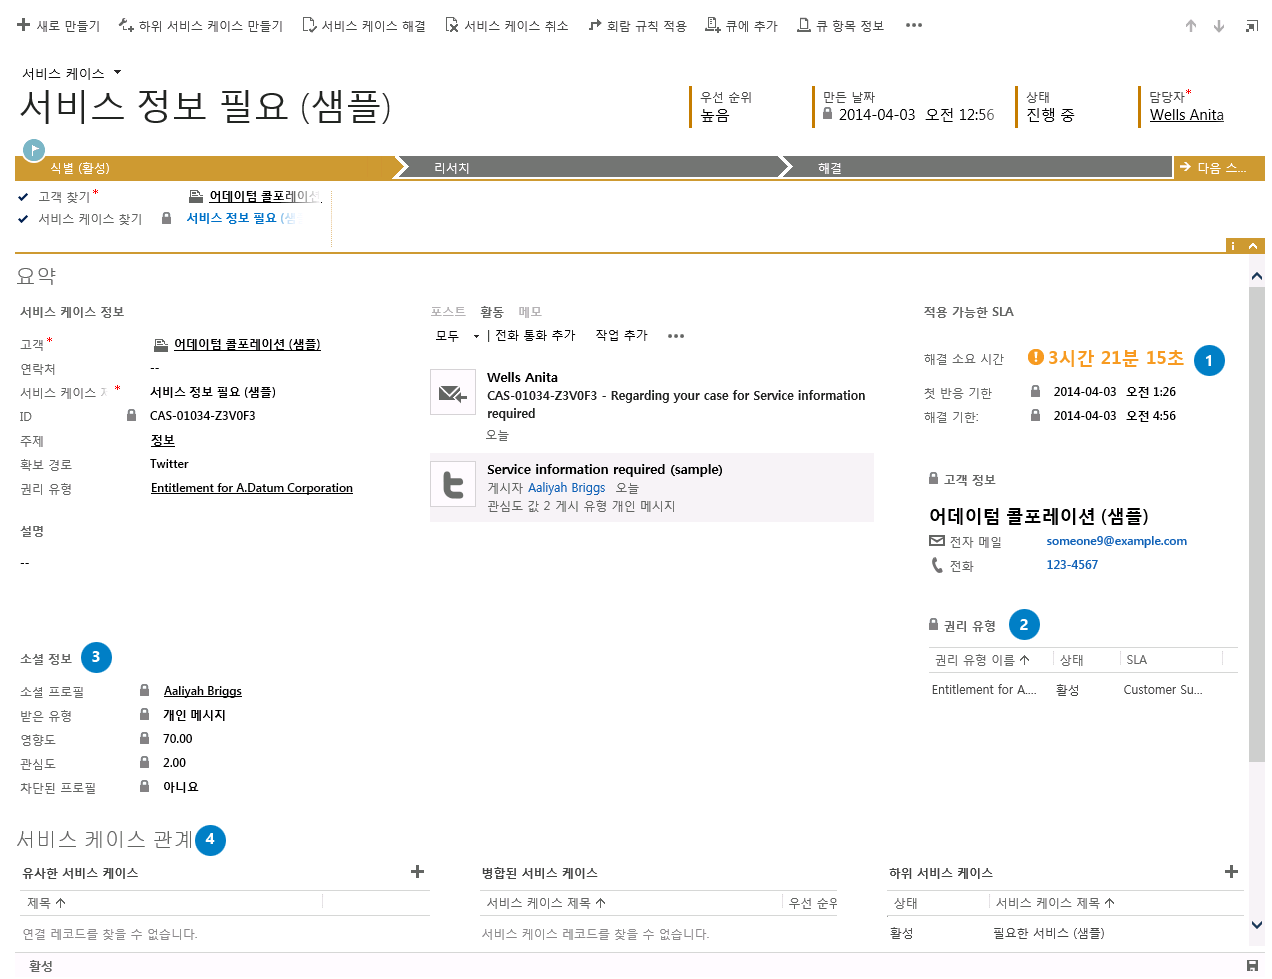 새로 만들기 하위 서비스 케이스 만들기 서비스 케이스 해결 서비스 케이스 취소 회람 규칙 적용 큐에 추가 큐 항목 정보 •••
서비스 케이스
서비스 정보 필요 (샘플)
우선 순위 만든 날짜 상태 담당자*
높음 2014-04-03 오전 12:56 진행 중 Wells Anita
식별 (활성) 리서치 해결 다음 스...
고객 찾기* 어데이텀 콜포레이션
서비스 케이스 찾기 서비스 정보 필요 (샘
요약
서비스 케이스 정보
고객* 어데이텀 콜포레이션 (샘플)
연락처 --
서비스 케이스 * 서비스 정보 필요 (샘플)
ID CAS-01034-Z3V0F3
주제 정보
확보 경로 Twitter
권리 유형 Entitlement for A.Datum Corporation
설명
--
포스트 활동 메모
모두 | 전화 통화 추가 작업 추가 •••
Wells Anita
CAS-01034-Z3V0F3 - Regarding your case for Service information
required
오늘
Service information required (sample)
게시자 Aaliyah Briggs 오늘
관심도 값 2 게시 유형 개인 메시지
적용 가능한 SLA
해결 소요 시간 3시간 21분 15초 1
첫 반응 기한 2014-04-03 오전 1:26
해결 기한: 2014-04-03 오전 4:56
고객 정보
어데이텀 콜포레이션 (샘플)
전자 메일 someone9@example.com
전화 123-4567
권리 유형 2
권리 유형 이름 상태 SLA
Entitlement for A.... 활성 Customer Su...
소셜 정보 3
소셜 프로필 Aaliyah Briggs
받은 유형 개인 메시지
영향도 70.00
관심도 2.00
차단된 프로필 아니요
서비스 케이스 관계 4
유사한 서비스 케이스 병합된 서비스 케이스 하위 서비스 케이스
제목 서비스 케이스 제목 우선 순위 상태 서비스 케이스 제목
연결 레코드를 찾을 수 없습니다. 서비스 케이스 레코드를 찾을 수 없습니다. 활성 필요한 서비스 (샘플)
활성